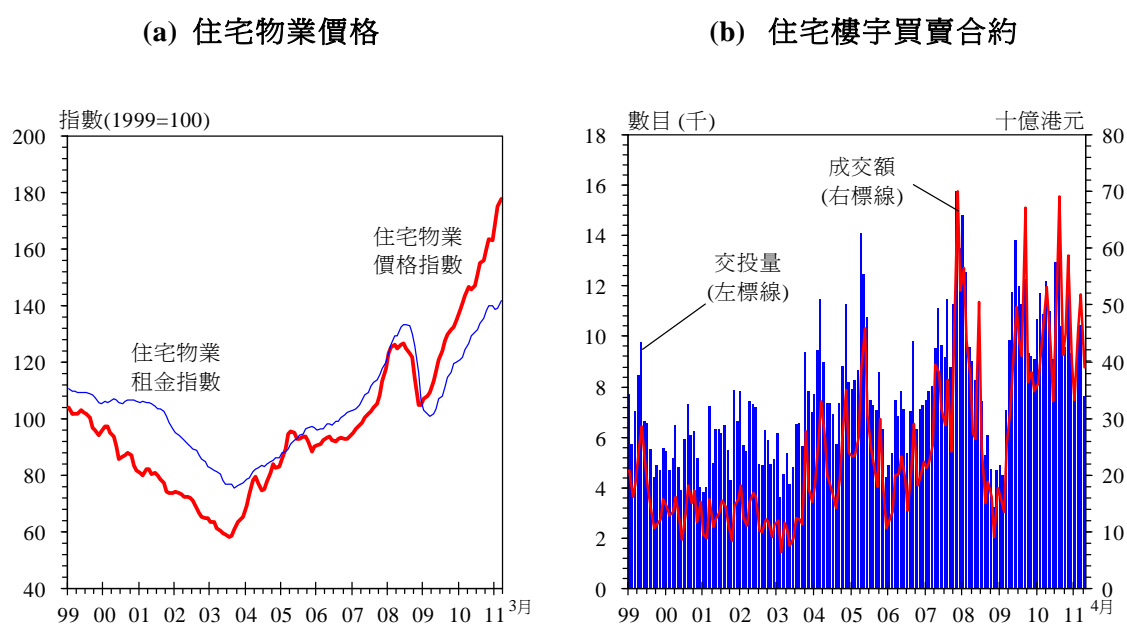 (a) 住宅物業價格
指數(1999=100)
200
180
160
140
120
100
80
60
40
住宅物業
價格指數
住宅物業
租金指數
99 00 01 02 03 04 05 06 07 08 09 10 11 3月
(b) 住宅樓宇買賣合約
數目 (千)
十億港元
18
16
14
12
10
8
6
4
2
0
成交額
(右標線)
交投量
(左標線)
80
70
60
50
40
30
20
10
0
99 00 01 02 03 04 05 06 07 08 09 10 11 4月